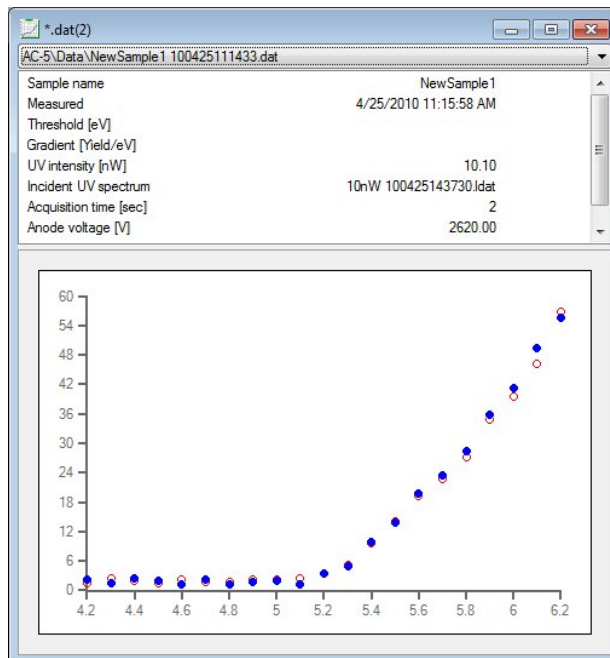 *.dat(2)
AC-5\Data\NewSample1 100425111433.dat
Sample name NewSample1
Measured 4/25/2010 11:15:58 AM
Threshold [eV]
Gradient [Yield/eV]
UV intensity [nW] 10.10
Incident UV spectrum 10nW 100425143730.ldat
Acquisition time [sec] 2
Anode voltage [V] 2620.00
60
54
48
42
36
30
24
18
12
6
0
4.2 4.4 4.6 4.8 5 5.2 5.4 5.6 5.8 6 6.2